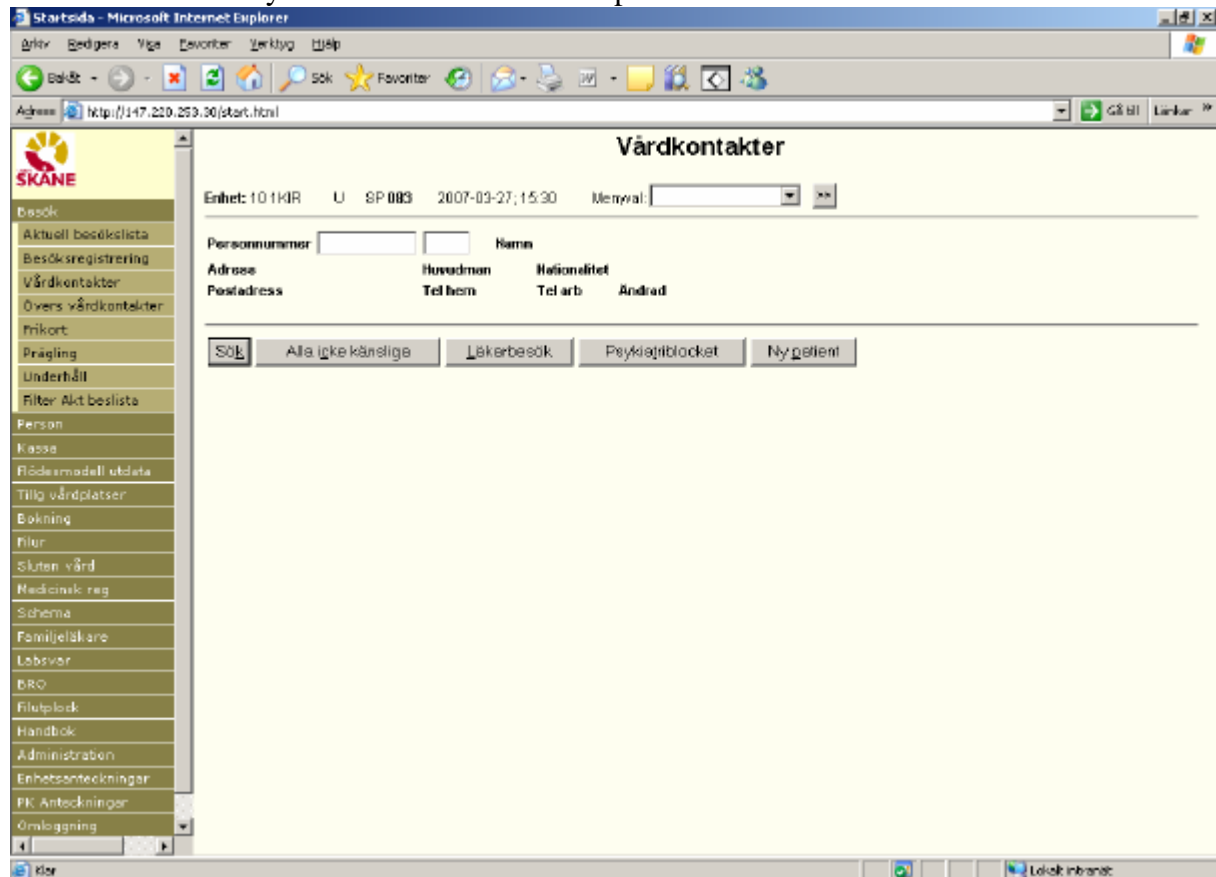 Startsida - Microsoft Internet Explorer
Arkiv Redigera Visa Favoriter Verktyg Hjälp
Bakåt Sök Favoriter
Adress http://147.220.253.30/start.html Gå till Länkar »
SKÅNE
Vårdkontakter
Enhet: 101KIR U SP 083 2007-03-27; 15:30 Menyval: >>
Personnummer Namn
Adress Huvudman Nationalitet
Postadress Tel hem Tel arb Ändrad
Sök Alla icke känsliga Läkarbesök Psykiatriblocket Ny patient
Besök
Aktuell besökslista
Besöksregistrering
Vårdkontakter
Övers vårdkontakter
Frikort
Prägling
Underhåll
Filter Akt beslista
Person
Kassa
Flödesmodell utdata
Tillg vårdplatser
Bokning
Filur
Sluten vård
Medicinsk reg
Schema
Familjeläkare
Labsvar
BRO
Filutplock
Handbok
Administration
Enhetsanteckningar
PK Anteckningar
Omloggning
Klar Lokalt intranät